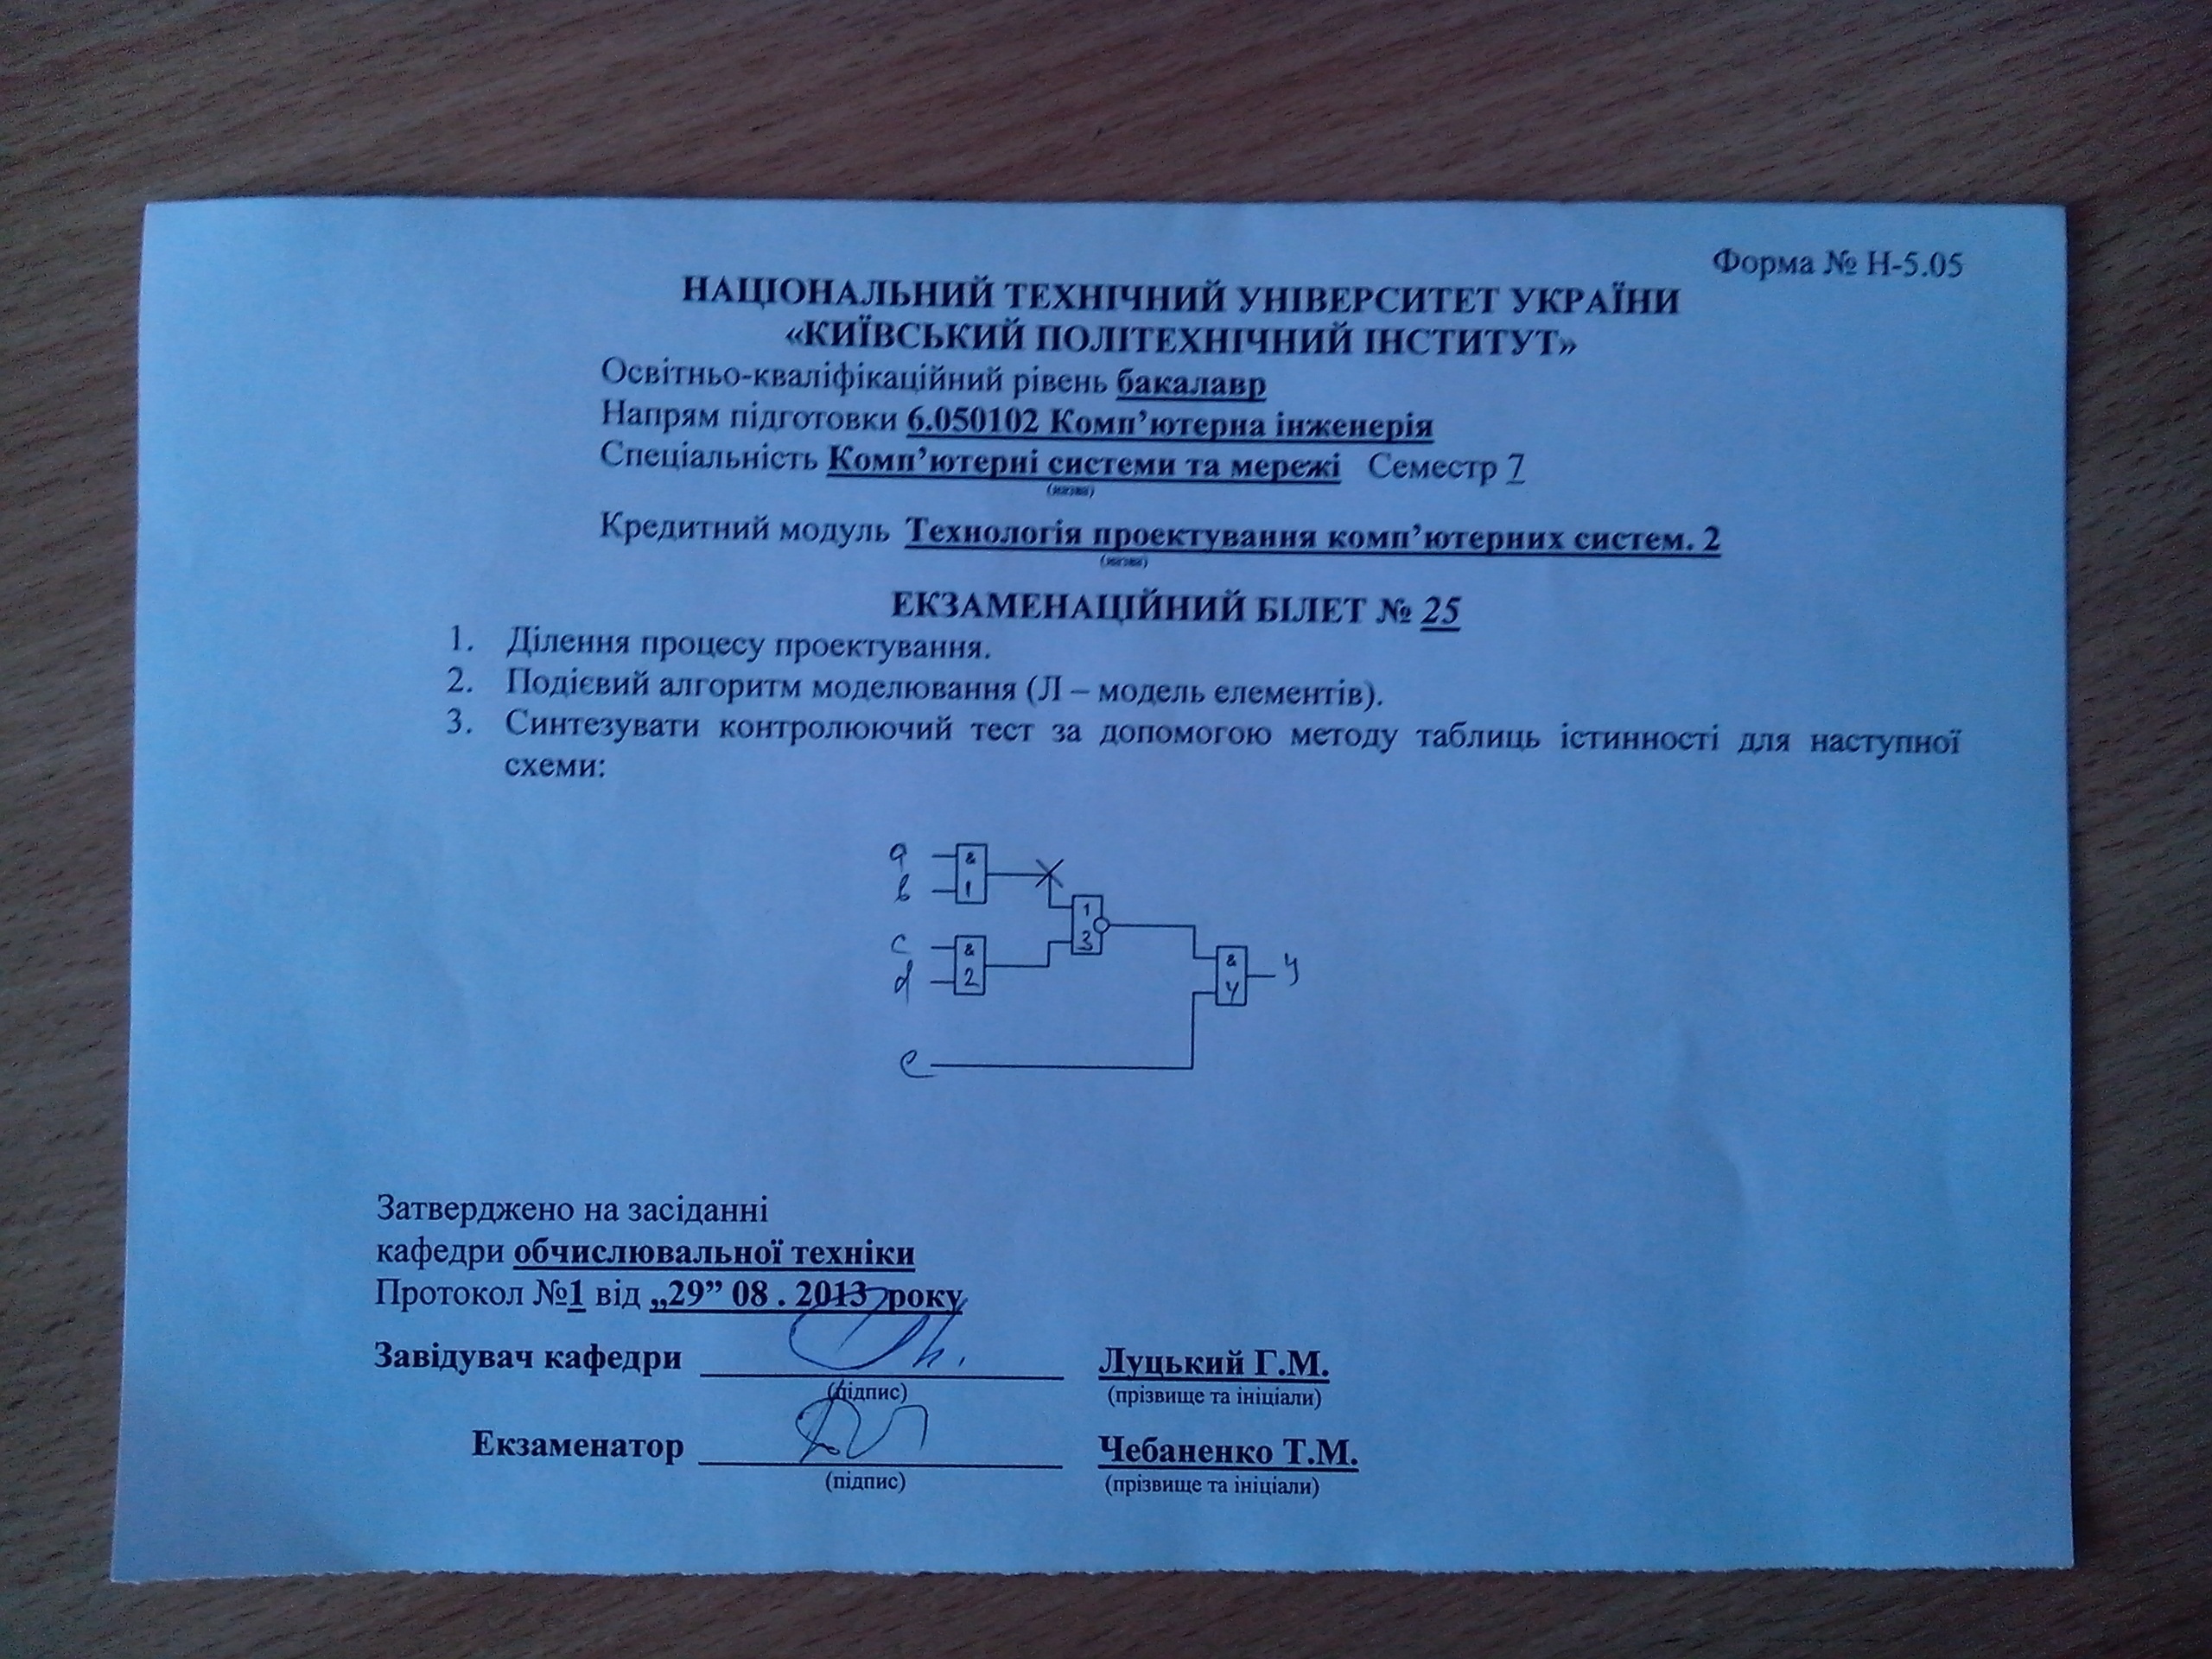 Форма № Н-5.05
НАЦІОНАЛЬНИЙ ТЕХНІЧНИЙ УНІВЕРСИТЕТ УКРАЇНИ
«КИЇВСЬКИЙ ПОЛІТЕХНІЧНИЙ ІНСТИТУТ»
Освітньо-кваліфікаційний рівень бакалавр
Напрям підготовки 6.050102 Комп’ютерна інженерія
Спеціальність Комп’ютерні системи та мережі Семестр 7
(назва)
Кредитний модуль Технологія проектування комп’ютерних систем. 2
(назва)
ЕКЗАМЕНАЦІЙНИЙ БІЛЕТ № 25
1. Ділення процесу проектування.
2. Подієвий алгоритм моделювання (Л – модель елементів).
3. Синтезувати контролюючий тест за допомогою методу таблиць істинності для наступної
схеми:
a & 1
b
1 3
c & 2
d
& 4 y
e
Затверджено на засіданні
кафедри обчислювальної техніки
Протокол №1 від „29” 08 . 2013 року
Завідувач кафедри Луцький Г.М.
(підпис) (прізвище та ініціали)
Екзаменатор Чебаненко Т.М.
(підпис) (прізвище та ініціали)